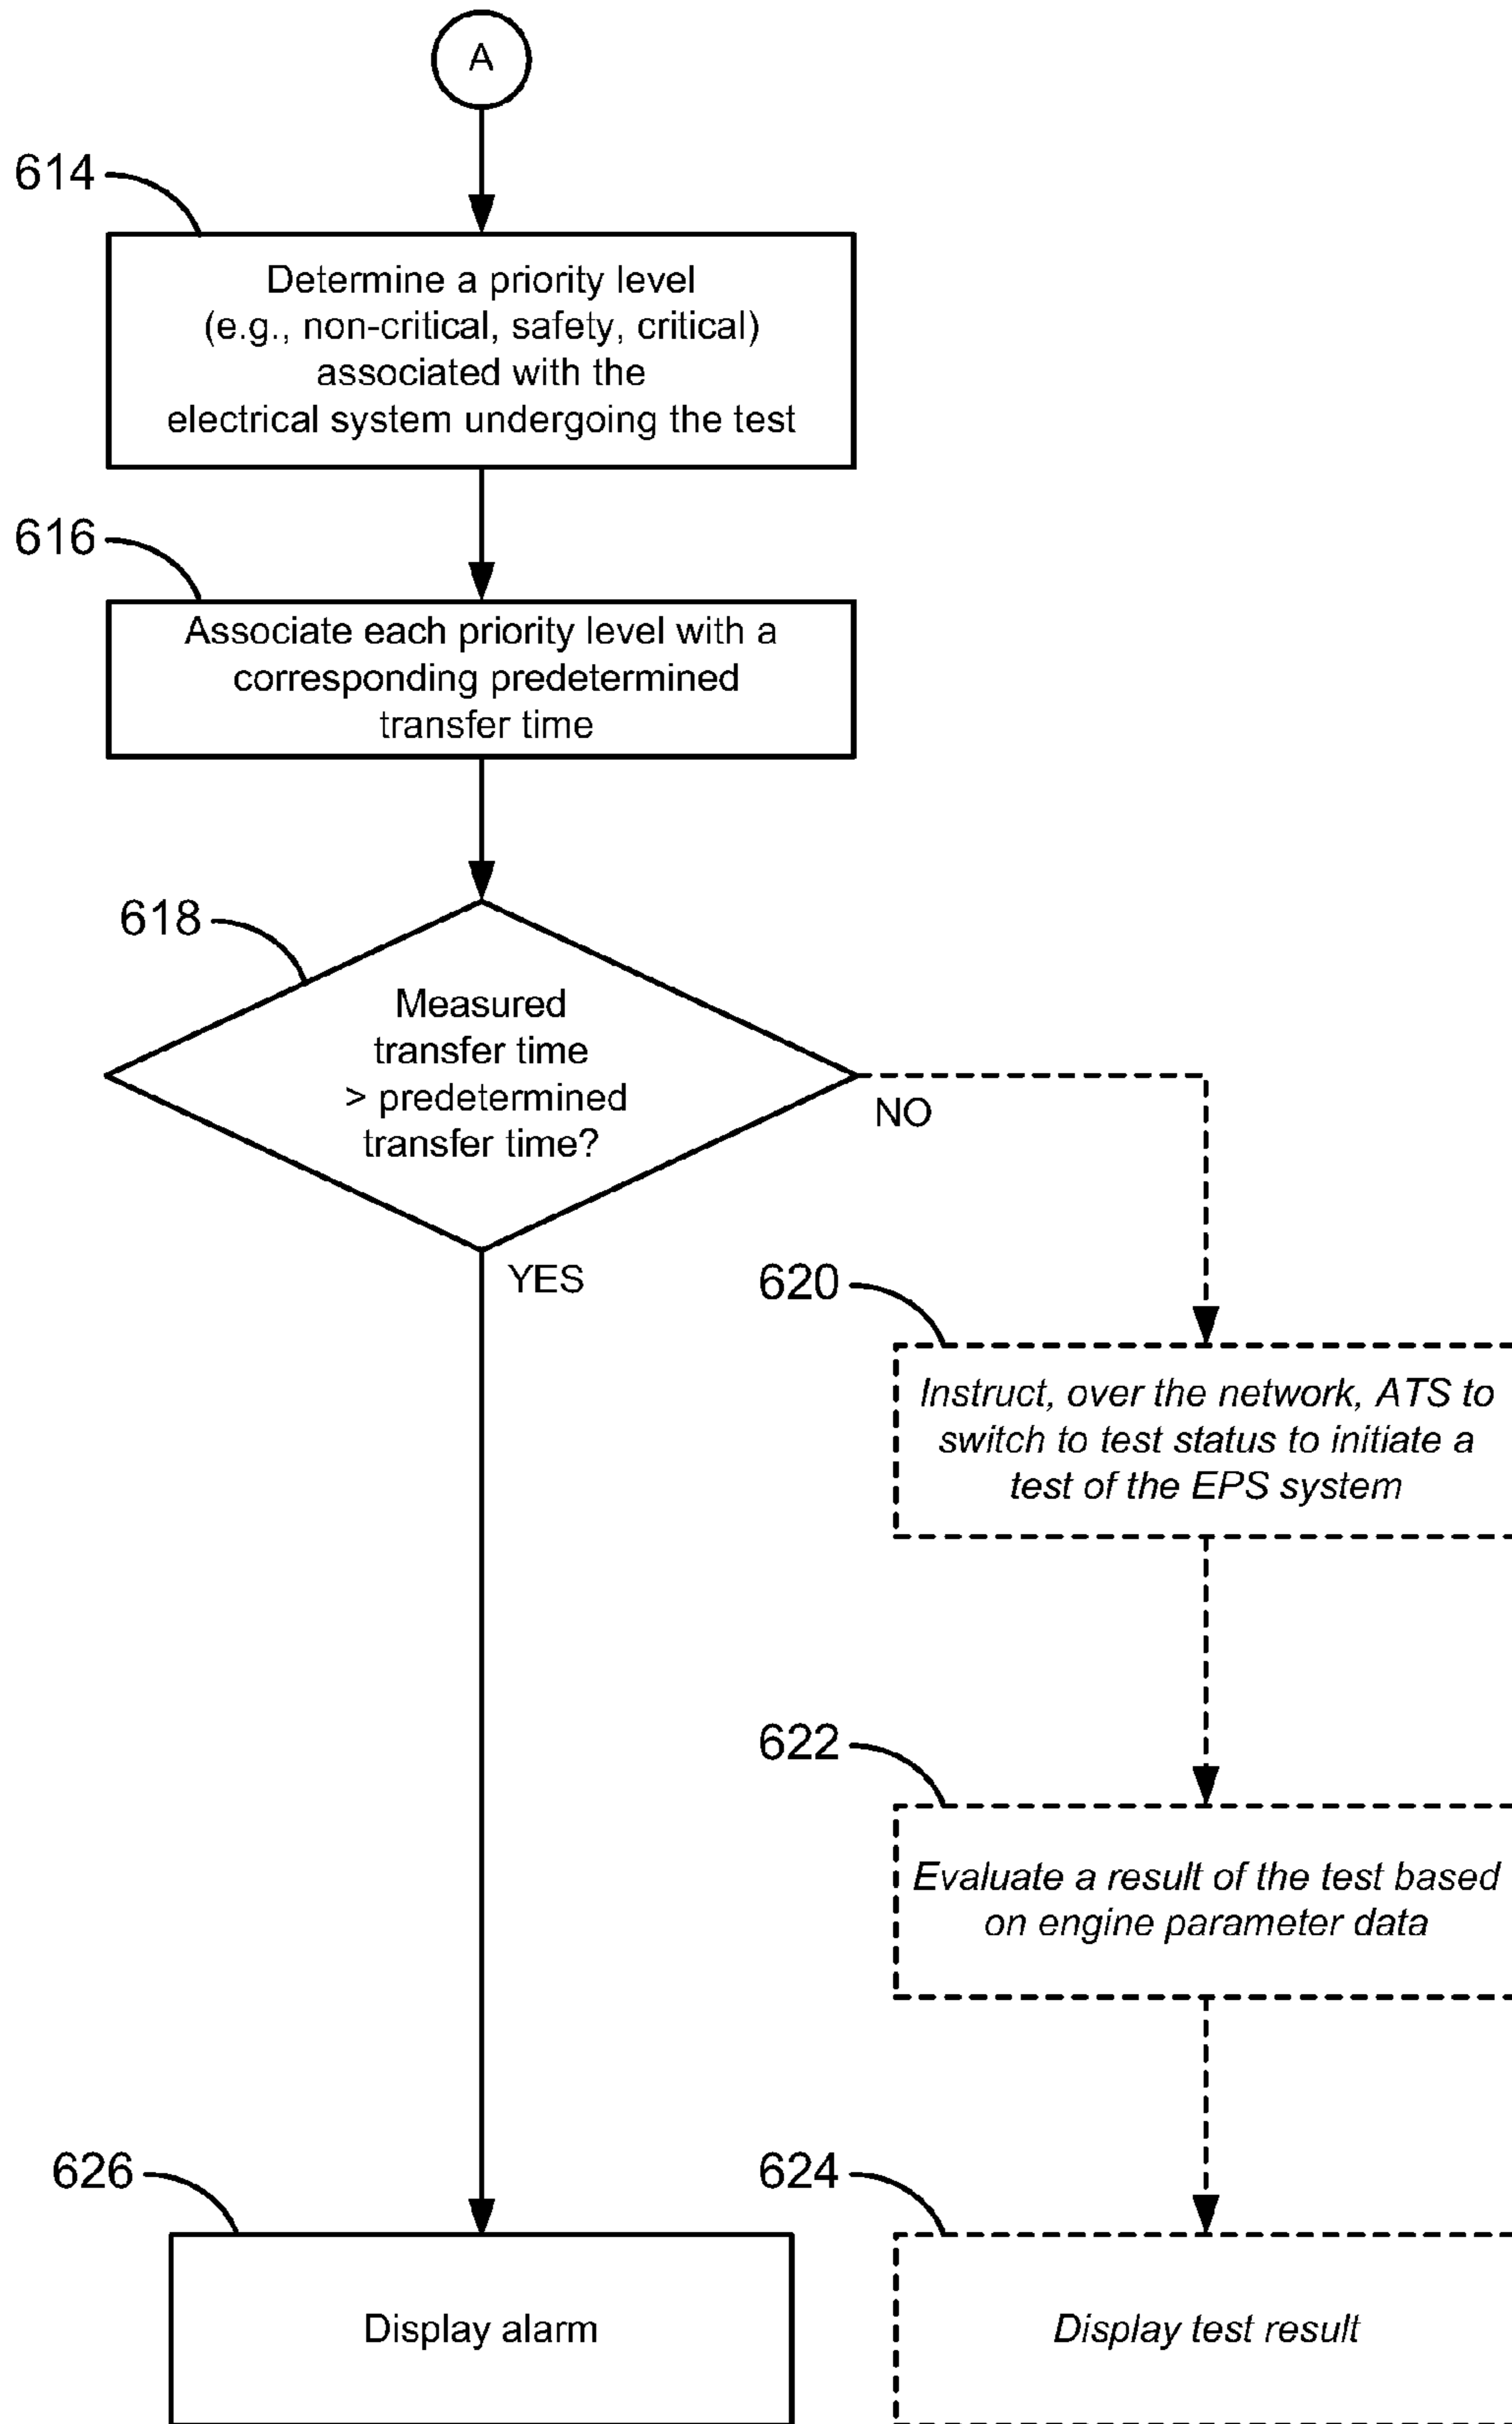 A
614
Determine a priority level
(e.g., non-critical, safety, critical)
associated with the
electrical system undergoing the test
616
Associate each priority level with a
corresponding predetermined
transfer time
618
Measured
transfer time
> predetermined
transfer time?
NO
YES
620
Instruct, over the network, ATS to
switch to test status to initiate a
test of the EPS system
622
Evaluate a result of the test based
on engine parameter data
626
Display alarm
624
Display test result